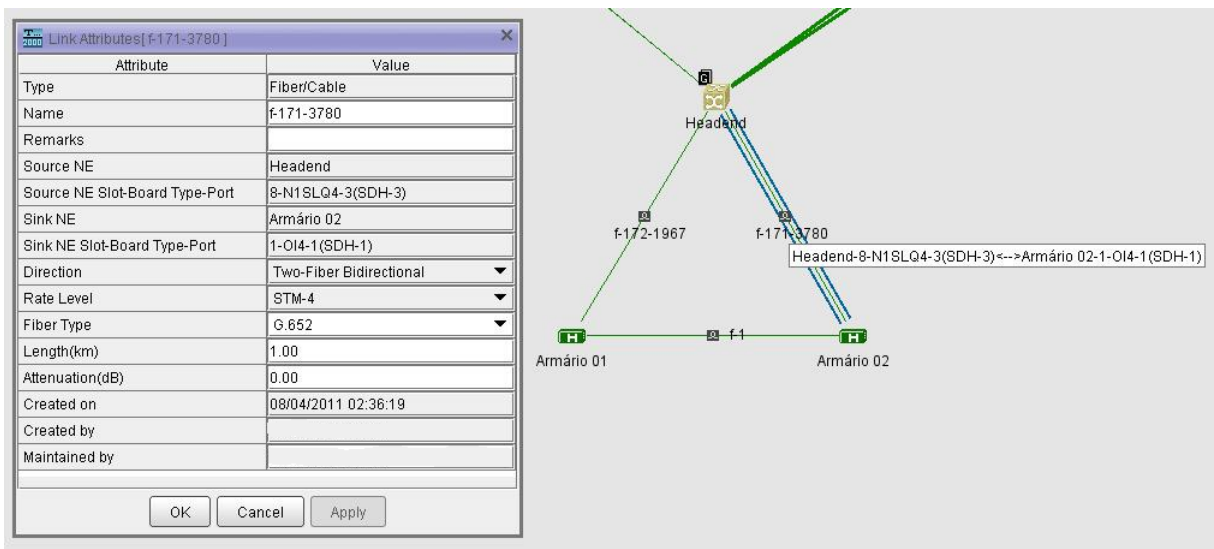 T2000
Link Attributes[ f-171-3780 ]
Attribute Value
Type Fiber/Cable
Name f-171-3780
Remarks
Source NE Headend
Source NE Slot-Board Type-Port 8-N1SLQ4-3(SDH-3)
Sink NE Armário 02
Sink NE Slot-Board Type-Port 1-OI4-1(SDH-1)
Direction Two-Fiber Bidirectional
Rate Level STM-4
Fiber Type G.652
Length(km) 1.00
Attenuation(dB) 0.00
Created on 08/04/2011 02:36:19
Created by
Maintained by
OK Cancel Apply
G
Headend
f-172-1967 f-171-3780
Headend-8-N1SLQ4-3(SDH-3)<-->Armário 02-1-OI4-1(SDH-1)
H f-1 H
Armário 01 Armário 02